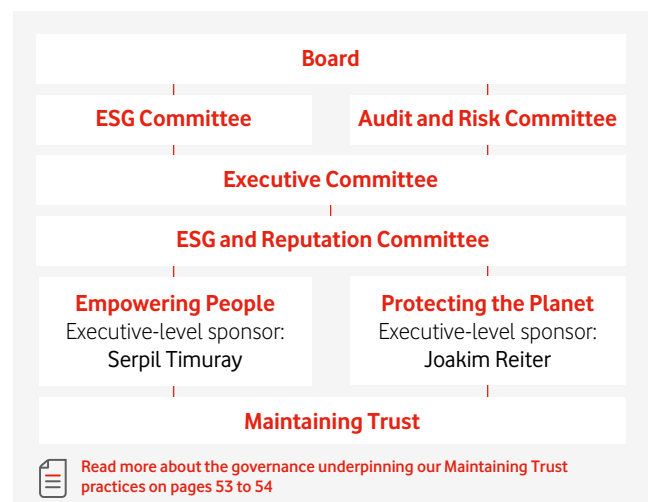 Board
ESG Committee
Audit and Risk Committee
Executive Committee
ESG and Reputation Committee
Empowering People
Executive-level sponsor:
Serpil Timuray
Protecting the Planet
Executive-level sponsor:
Joakim Reiter
Maintaining Trust
Read more about the governance underpinning our Maintaining Trust
practices on pages 53 to 54